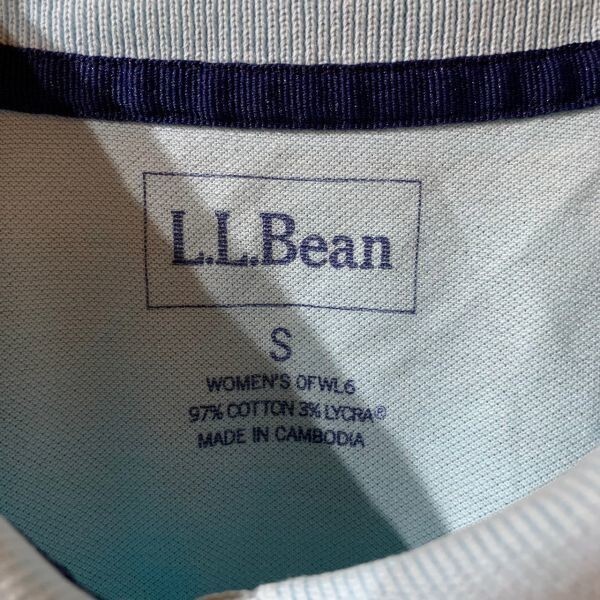 L.L.Bean
S
WOMEN'S 0FWL6
97% COTTON 3% LYCRA®
MADE IN CAMBODIA